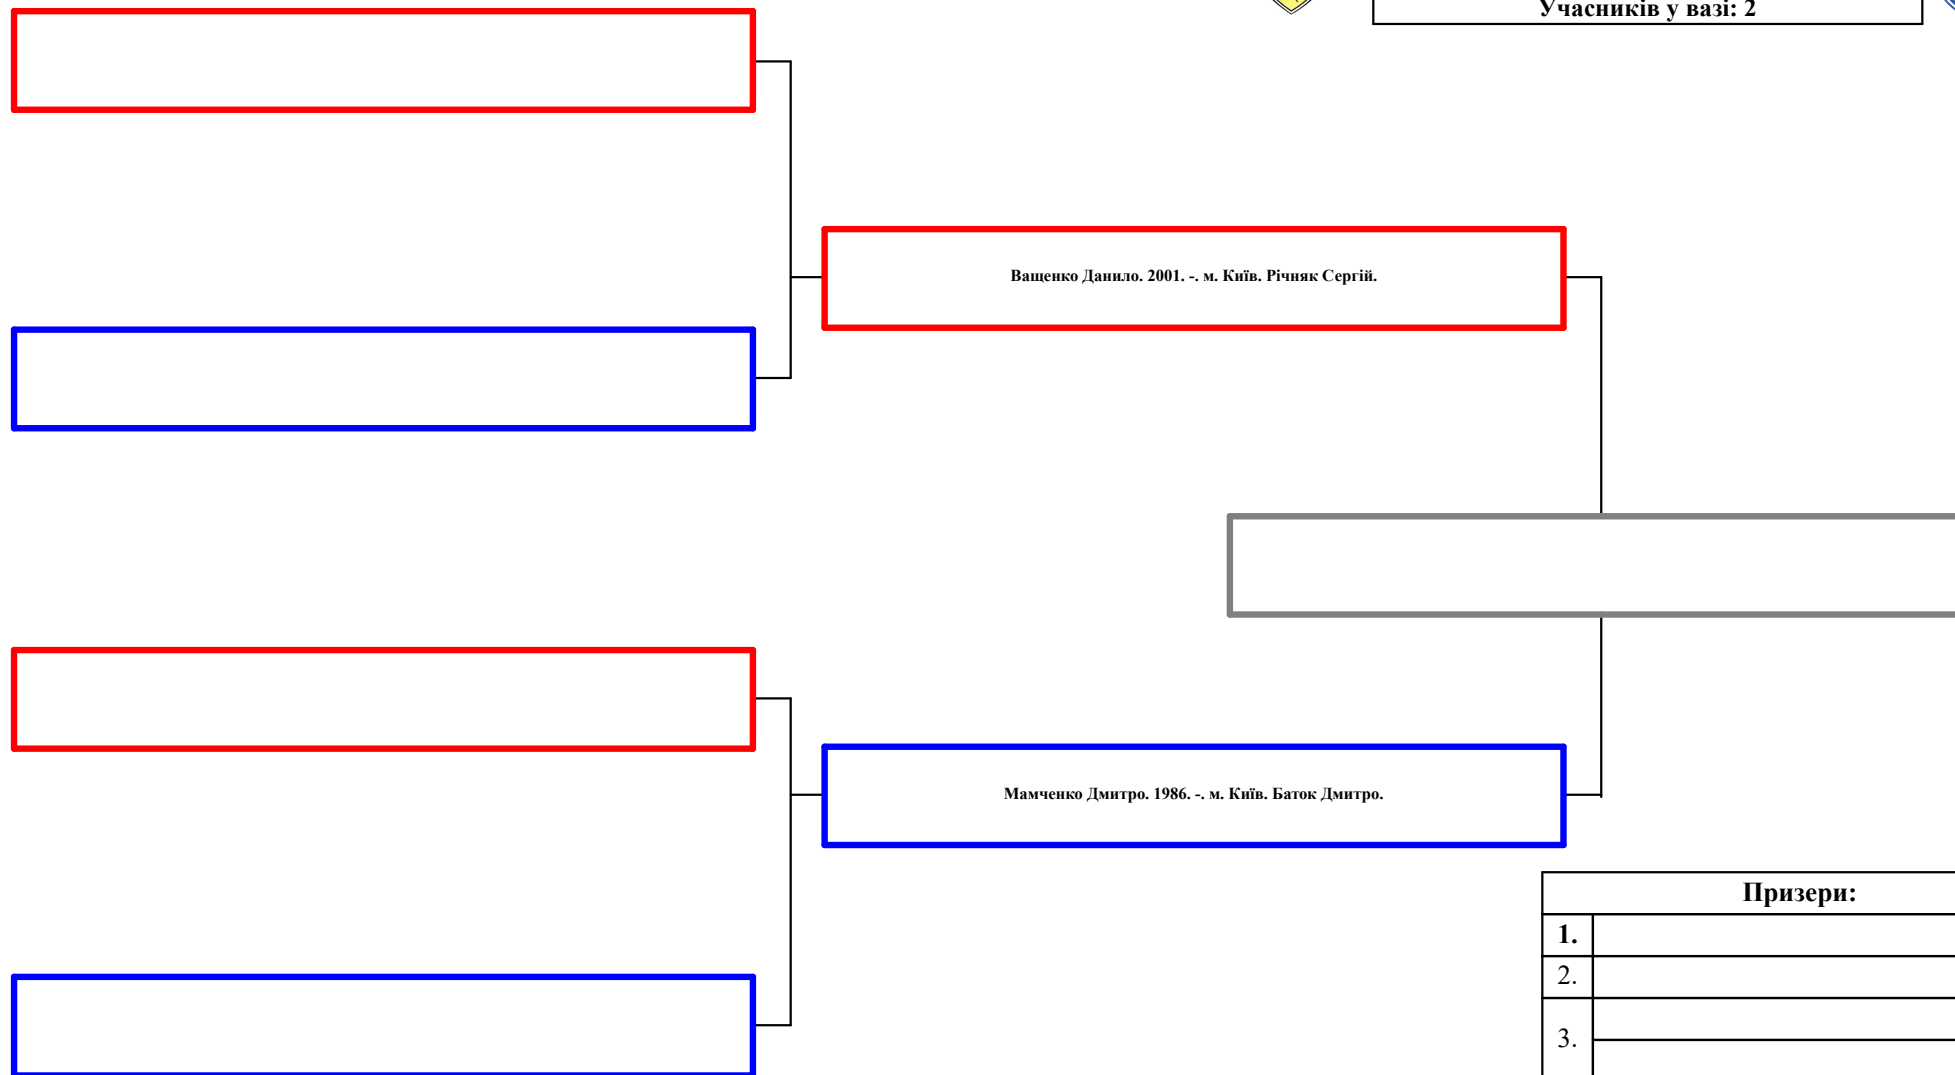 Учасників у вазі: 2
Ващенко Данило. 2001. -. м. Київ. Річняк Сергій.
Мамченко Дмитро. 1986. -. м. Київ. Баток Дмитро.
Призери:
1.
2.
3.